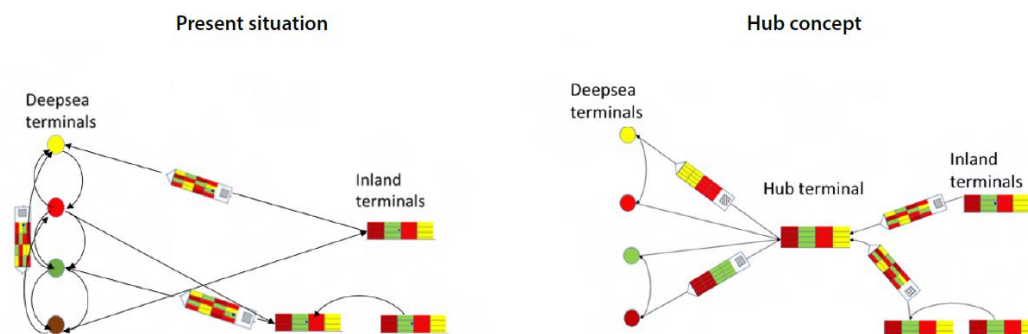 Present situation
Hub concept
Deepsea
terminals
Inland
terminals
Deepsea
terminals
Hub terminal
Inland
terminals